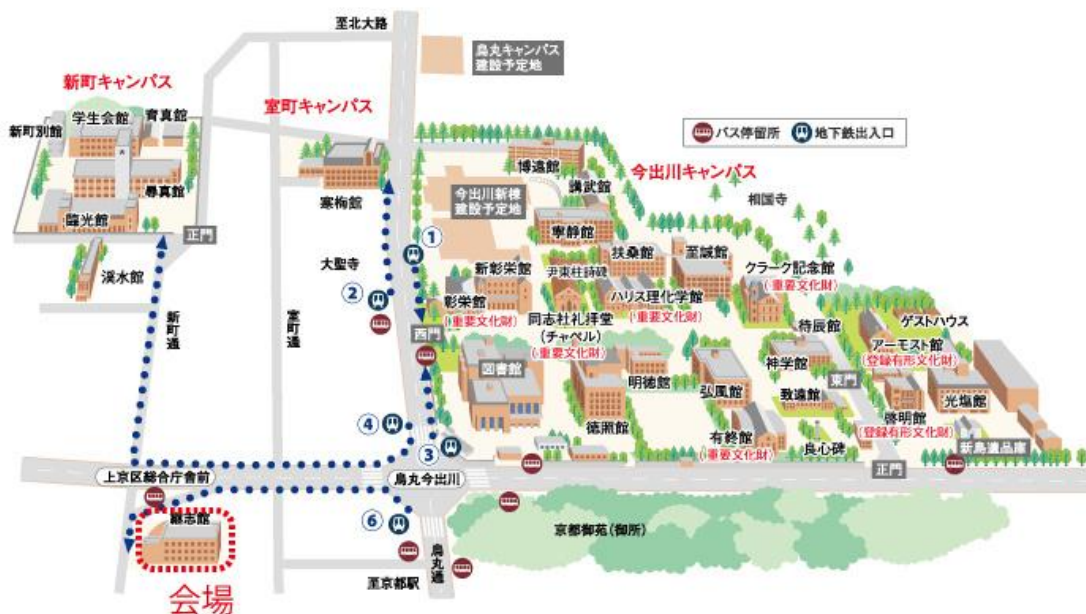 至北大路
烏丸キャンパス
建設予定地
新町キャンパス
室町キャンパス
学生会館
育真館
新町別館
尋真館
臨光館
正門
渓水館
寒梅館
大聖寺
新町通
室町通
バス停留所
地下鉄出入口
今出川キャンパス
相国寺
博遠館
講武館
今出川新棟
建設予定地
寧静館
扶桑館
至誠館
クラーク記念館
(重要文化財)
新彰栄館
尹東柱詩碑
ハリス理化学館
(重要文化財)
彰栄館
(重要文化財)
同志社礼拝堂
(チャペル)
(重要文化財)
待辰館
ゲストハウス
アーモスト館
(登録有形文化財)
神学館
東門
西門
図書館
明徳館
弘風館
致遠館
光塩館
啓明館
(登録有形文化財)
徳照館
有終館
(重要文化財)
良心碑
新島遺品庫
正門
①
②
④
③
⑥
上京区総合庁舎前
烏丸今出川
継志館
会場
京都御苑(御所)
烏丸通
至京都駅